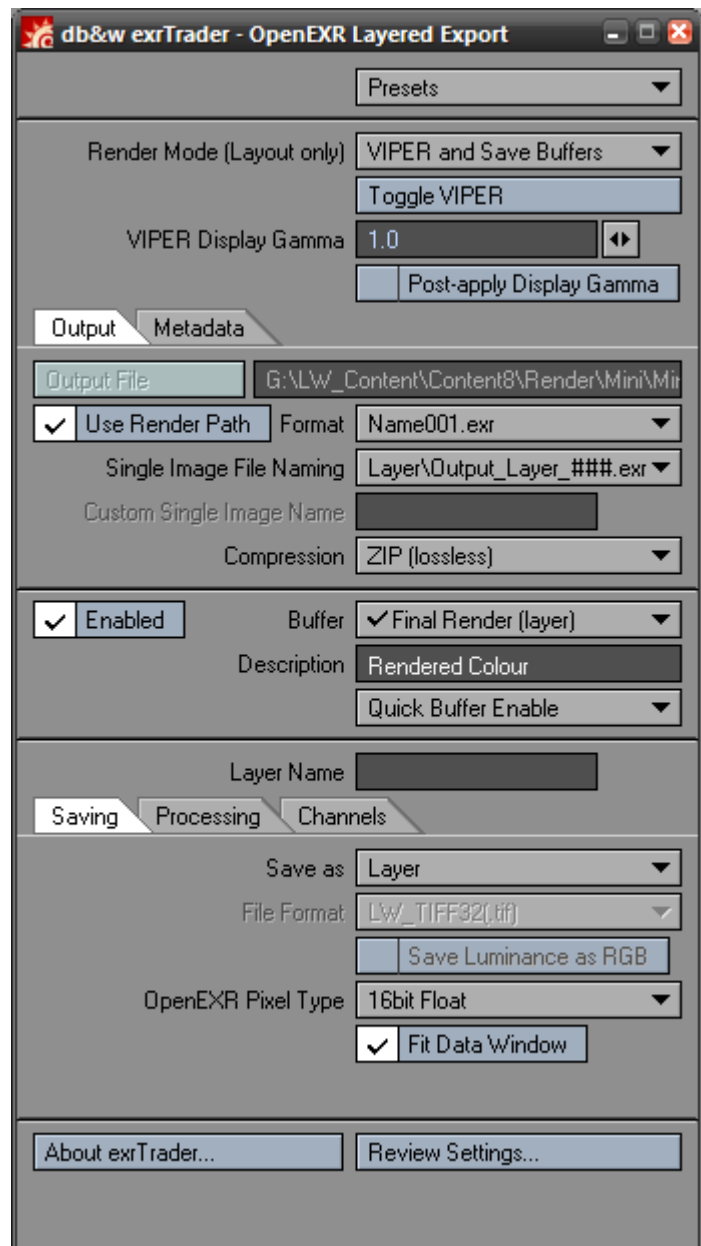 db&w exrTrader - OpenEXR Layered Export
Presets
Render Mode (Layout only) VIPER and Save Buffers
Toggle VIPER
VIPER Display Gamma 1.0
Post-apply Display Gamma
Output Metadata
Output File G:\LW_Content\Content8\Render\Mini\Min
Use Render Path Format Name001.exr
Single Image File Naming Layer\Output_Layer_###.exr
Custom Single Image Name
Compression ZIP (lossless)
Enabled Buffer Final Render (layer)
Description Rendered Colour
Quick Buffer Enable
Layer Name
Saving Processing Channels
Save as Layer
File Format LW_TIFF32(.tif)
Save Luminance as RGB
OpenEXR Pixel Type 16bit Float
Fit Data Window
About exrTrader... Review Settings...